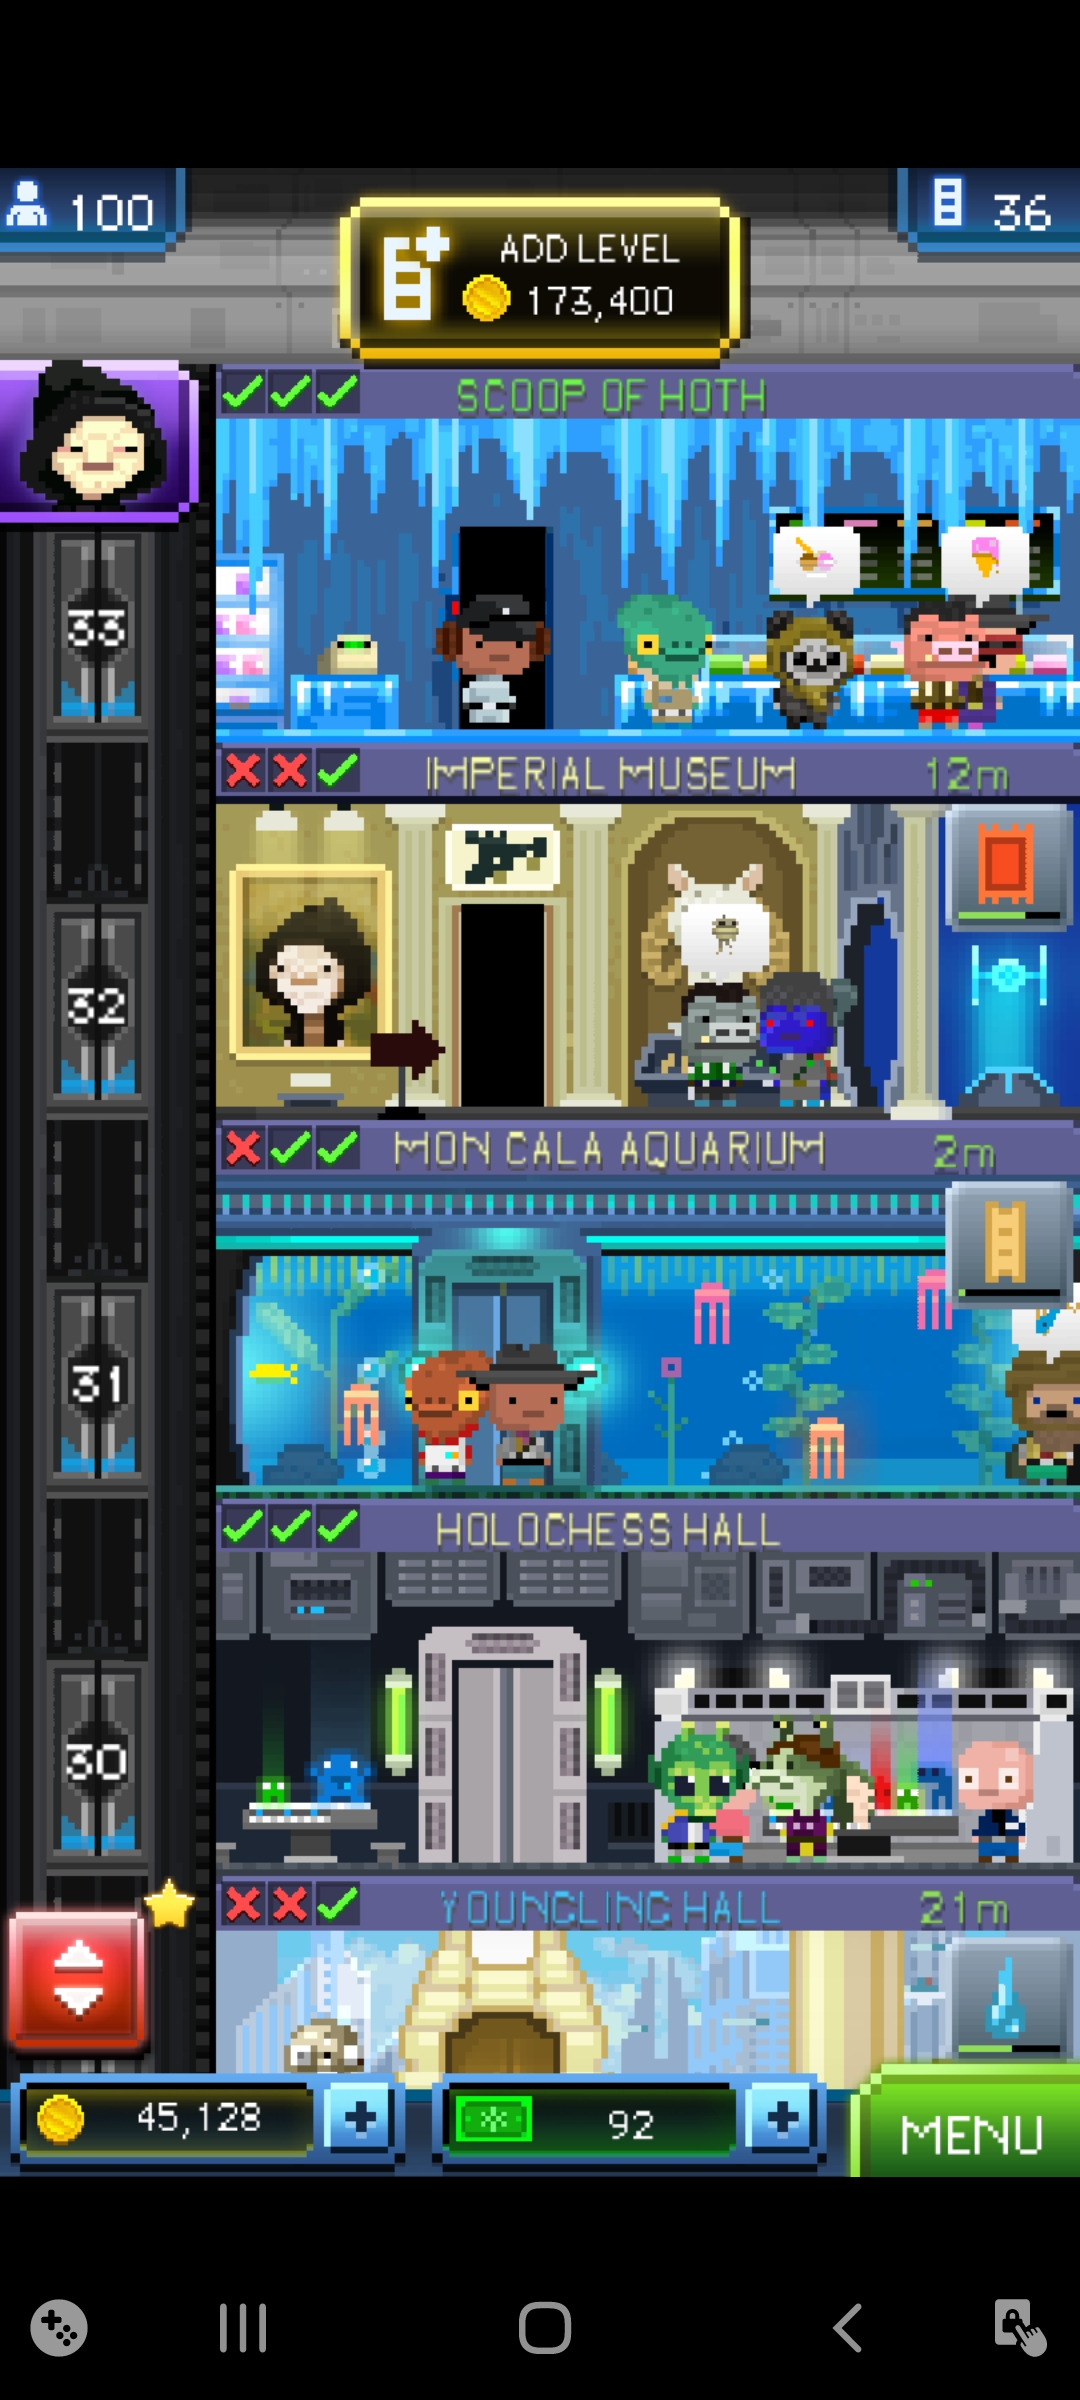 100
ADD LEVEL
173,400
36
SCOOP OF HOTH
33
IMPERIAL MUSEUM 12m
32
MON CALA AQUARIUM 2m
31
HOLOCHESS HALL
30
YOUNGLING HALL 21m
45,128
92
MENU